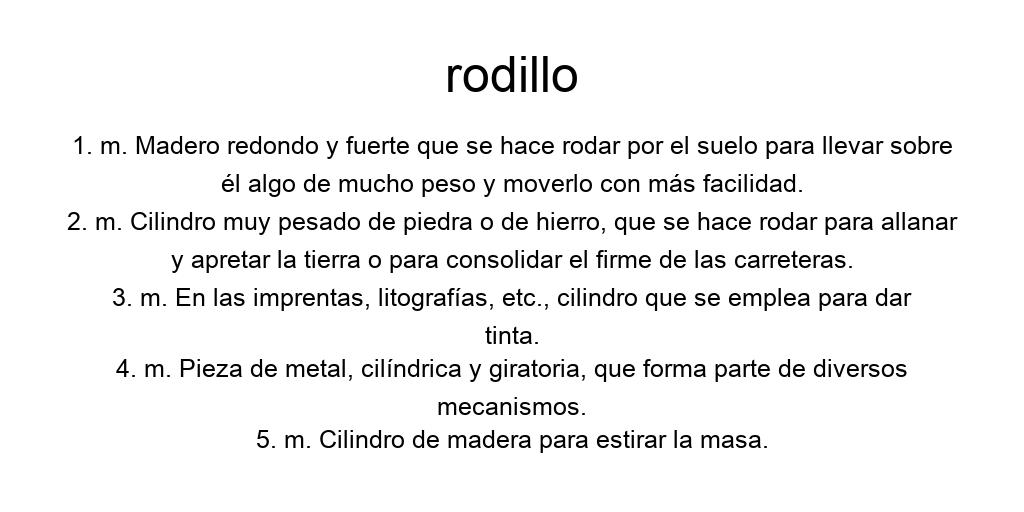 rodillo
1. m. Madero redondo y fuerte que se hace rodar por el suelo para llevar sobre
él algo de mucho peso y moverlo con más facilidad.
2. m. Cilindro muy pesado de piedra o de hierro, que se hace rodar para allanar
y apretar la tierra o para consolidar el firme de las carreteras.
3. m. En las imprentas, litografías, etc., cilindro que se emplea para dar
tinta.
4. m. Pieza de metal, cilíndrica y giratoria, que forma parte de diversos
mecanismos.
5. m. Cilindro de madera para estirar la masa.